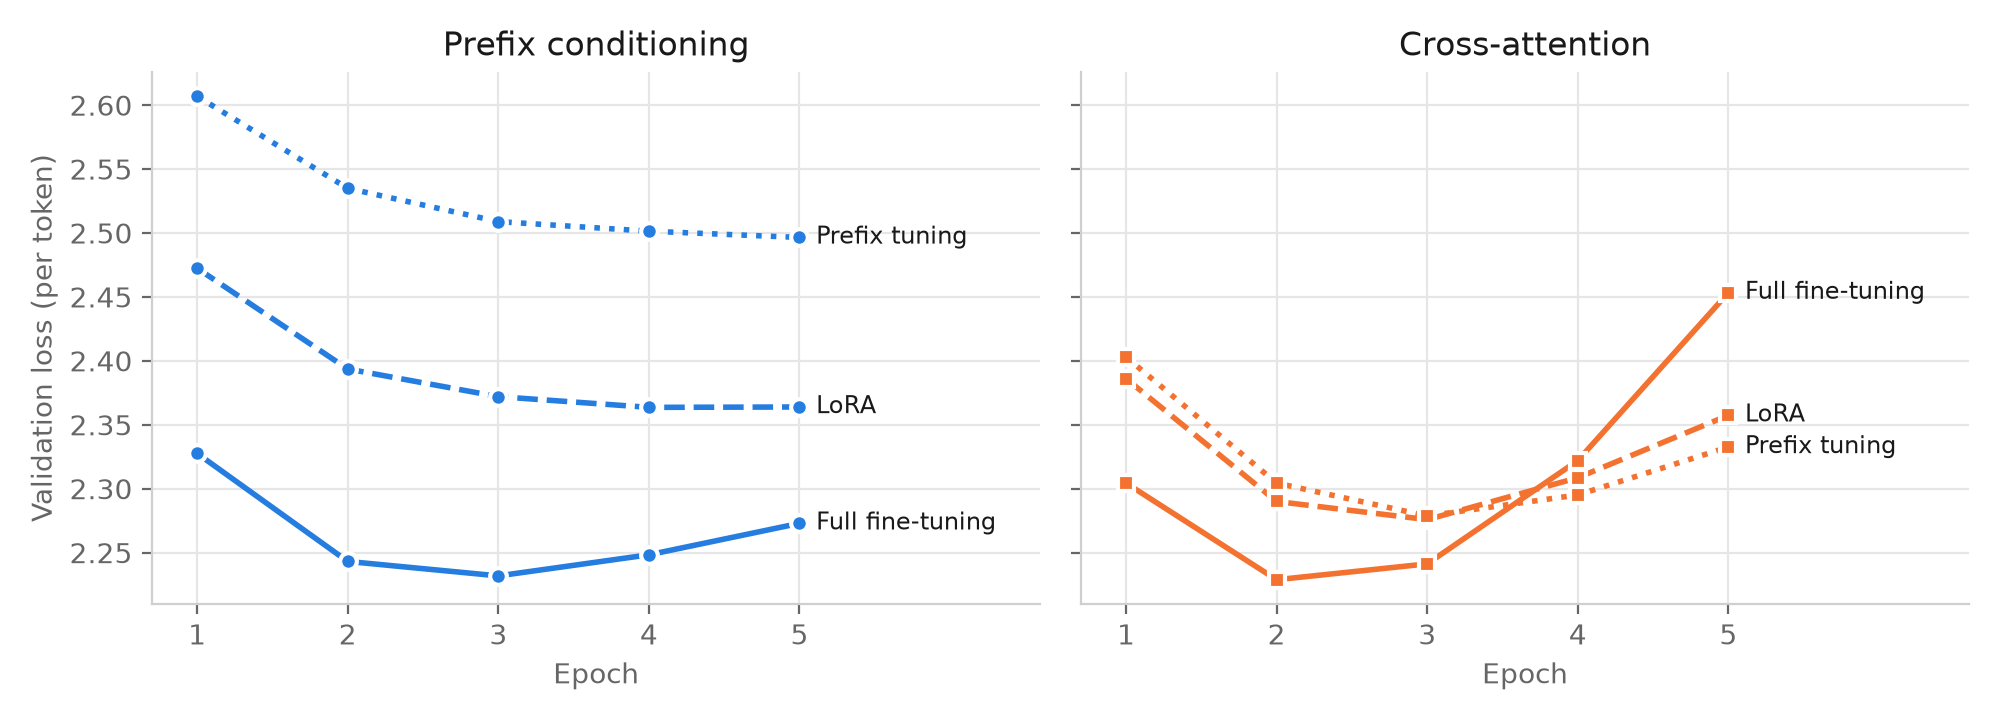 Prefix conditioning
Validation loss (per token)
2.60
2.55
2.50
2.45
2.40
2.35
2.30
2.25
Prefix tuning
LoRA
Full fine-tuning
1 2 3 4 5
Epoch
Cross-attention
Full fine-tuning
LoRA
Prefix tuning
1 2 3 4 5
Epoch